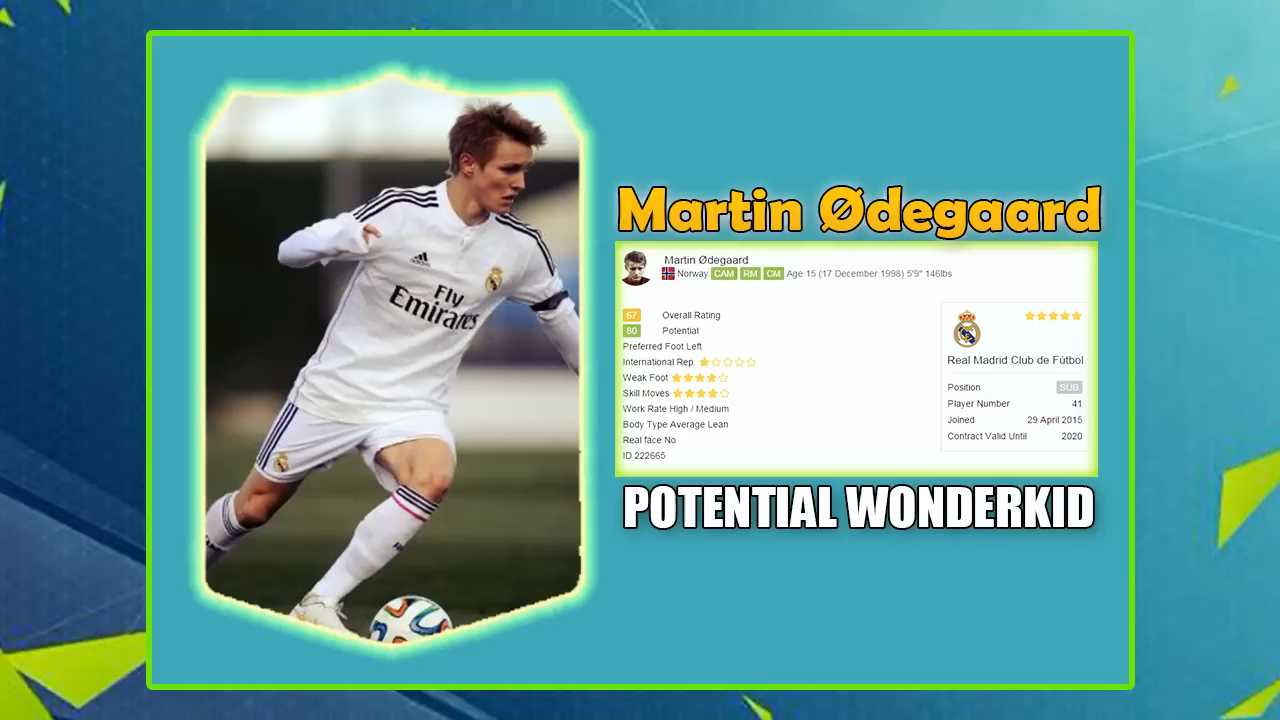 Martin Ødegaard
Martin Ødegaard
Norway CAM RM CM Age 15 (17 December 1998) 5'9" 146lbs
67 Overall Rating
80 Potential
Preferred Foot Left
International Rep.
Weak Foot
Skill Moves
Work Rate High / Medium
Body Type Average Lean
Real face No
ID 222665
Real Madrid Club de Fútbol
Position SUB
Player Number 41
Joined 29 April 2015
Contract Valid Until 2020
POTENTIAL WONDERKID
adidas
Fly
Emirates